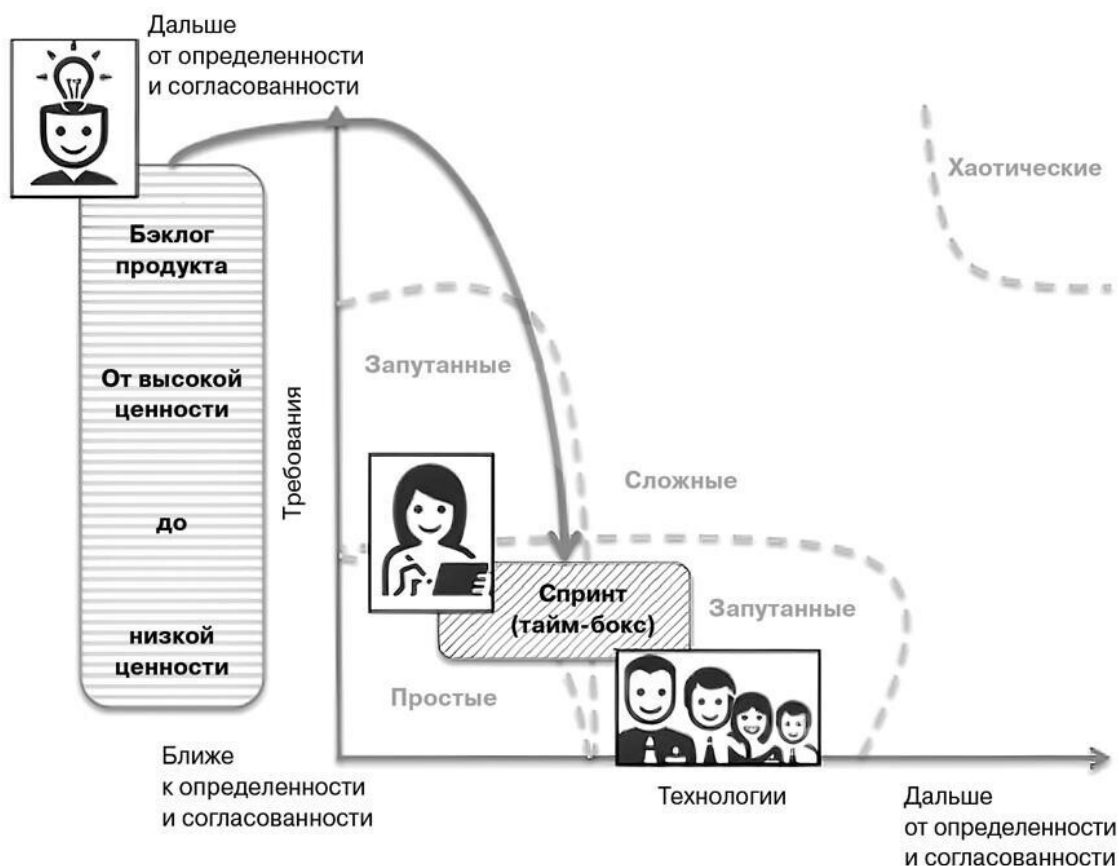 Дальше
от определенности
и согласованности
Хаотические
Бэклог
продукта
От высокой
ценности
до
низкой
ценности
Требования
Запутанные
Сложные
Спринт
(тайм-бокс)
Запутанные
Простые
Ближе
к определенности
и согласованности
Технологии
Дальше
от определенности
и согласованности